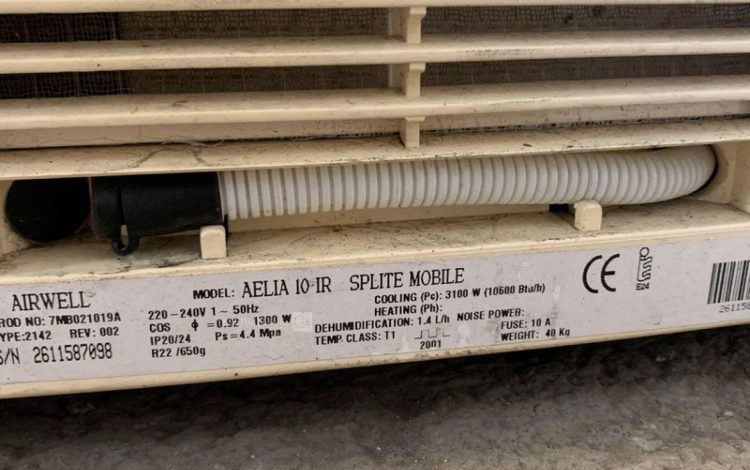 AIRWELL
MODEL: AELIA 10 IR SPLITE MOBILE
ROD NO: 7MB021019A
YPE:2142 REV: 002
S/N 2611587098
220-240V 1~ 50Hz
COS ϕ =0.92 1300 W
IP20/24 Ps=4.4 Mpa
R22 /650g
COOLING (Pc): 3100 W (10600 Btu/h)
HEATING (Ph):
DEHUMIDIFICATION: 1.4 L/h NOISE POWER:
FUSE: 10 A
TEMP. CLASS: T1 WEIGHT: 40 Kg
2001
CE
E24
261158